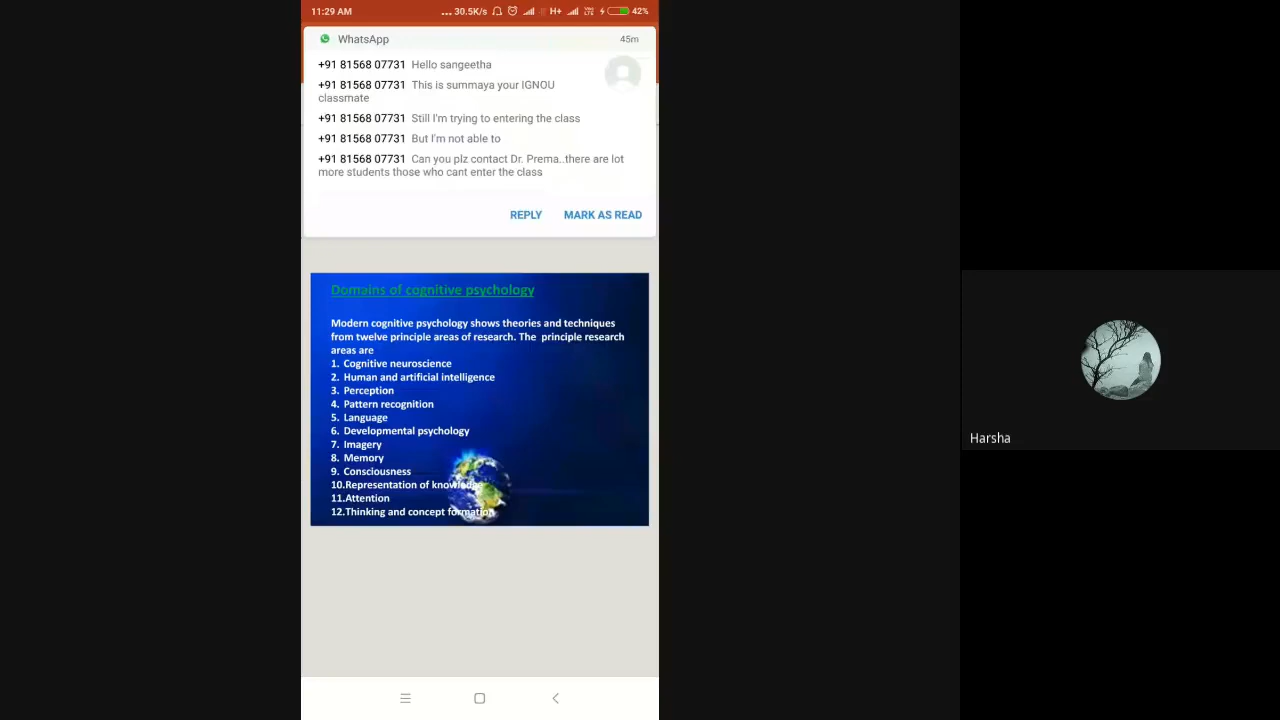 11:29 AM
... 30.5K/s H+ VoLTE 42%
WhatsApp 45m
+91 81568 07731 Hello sangeetha
+91 81568 07731 This is summaya your IGNOU
classmate
+91 81568 07731 Still I'm trying to entering the class
+91 81568 07731 But I'm not able to
+91 81568 07731 Can you plz contact Dr. Prema..there are lot
more students those who cant enter the class
REPLY MARK AS READ
Domains of cognitive psychology
Modern cognitive psychology shows theories and techniques
from twelve principle areas of research. The principle research
areas are
1. Cognitive neuroscience
2. Human and artificial intelligence
3. Perception
4. Pattern recognition
5. Language
6. Developmental psychology
7. Imagery
8. Memory
9. Consciousness
10.Representation of knowledge
11.Attention
12.Thinking and concept formation
Harsha